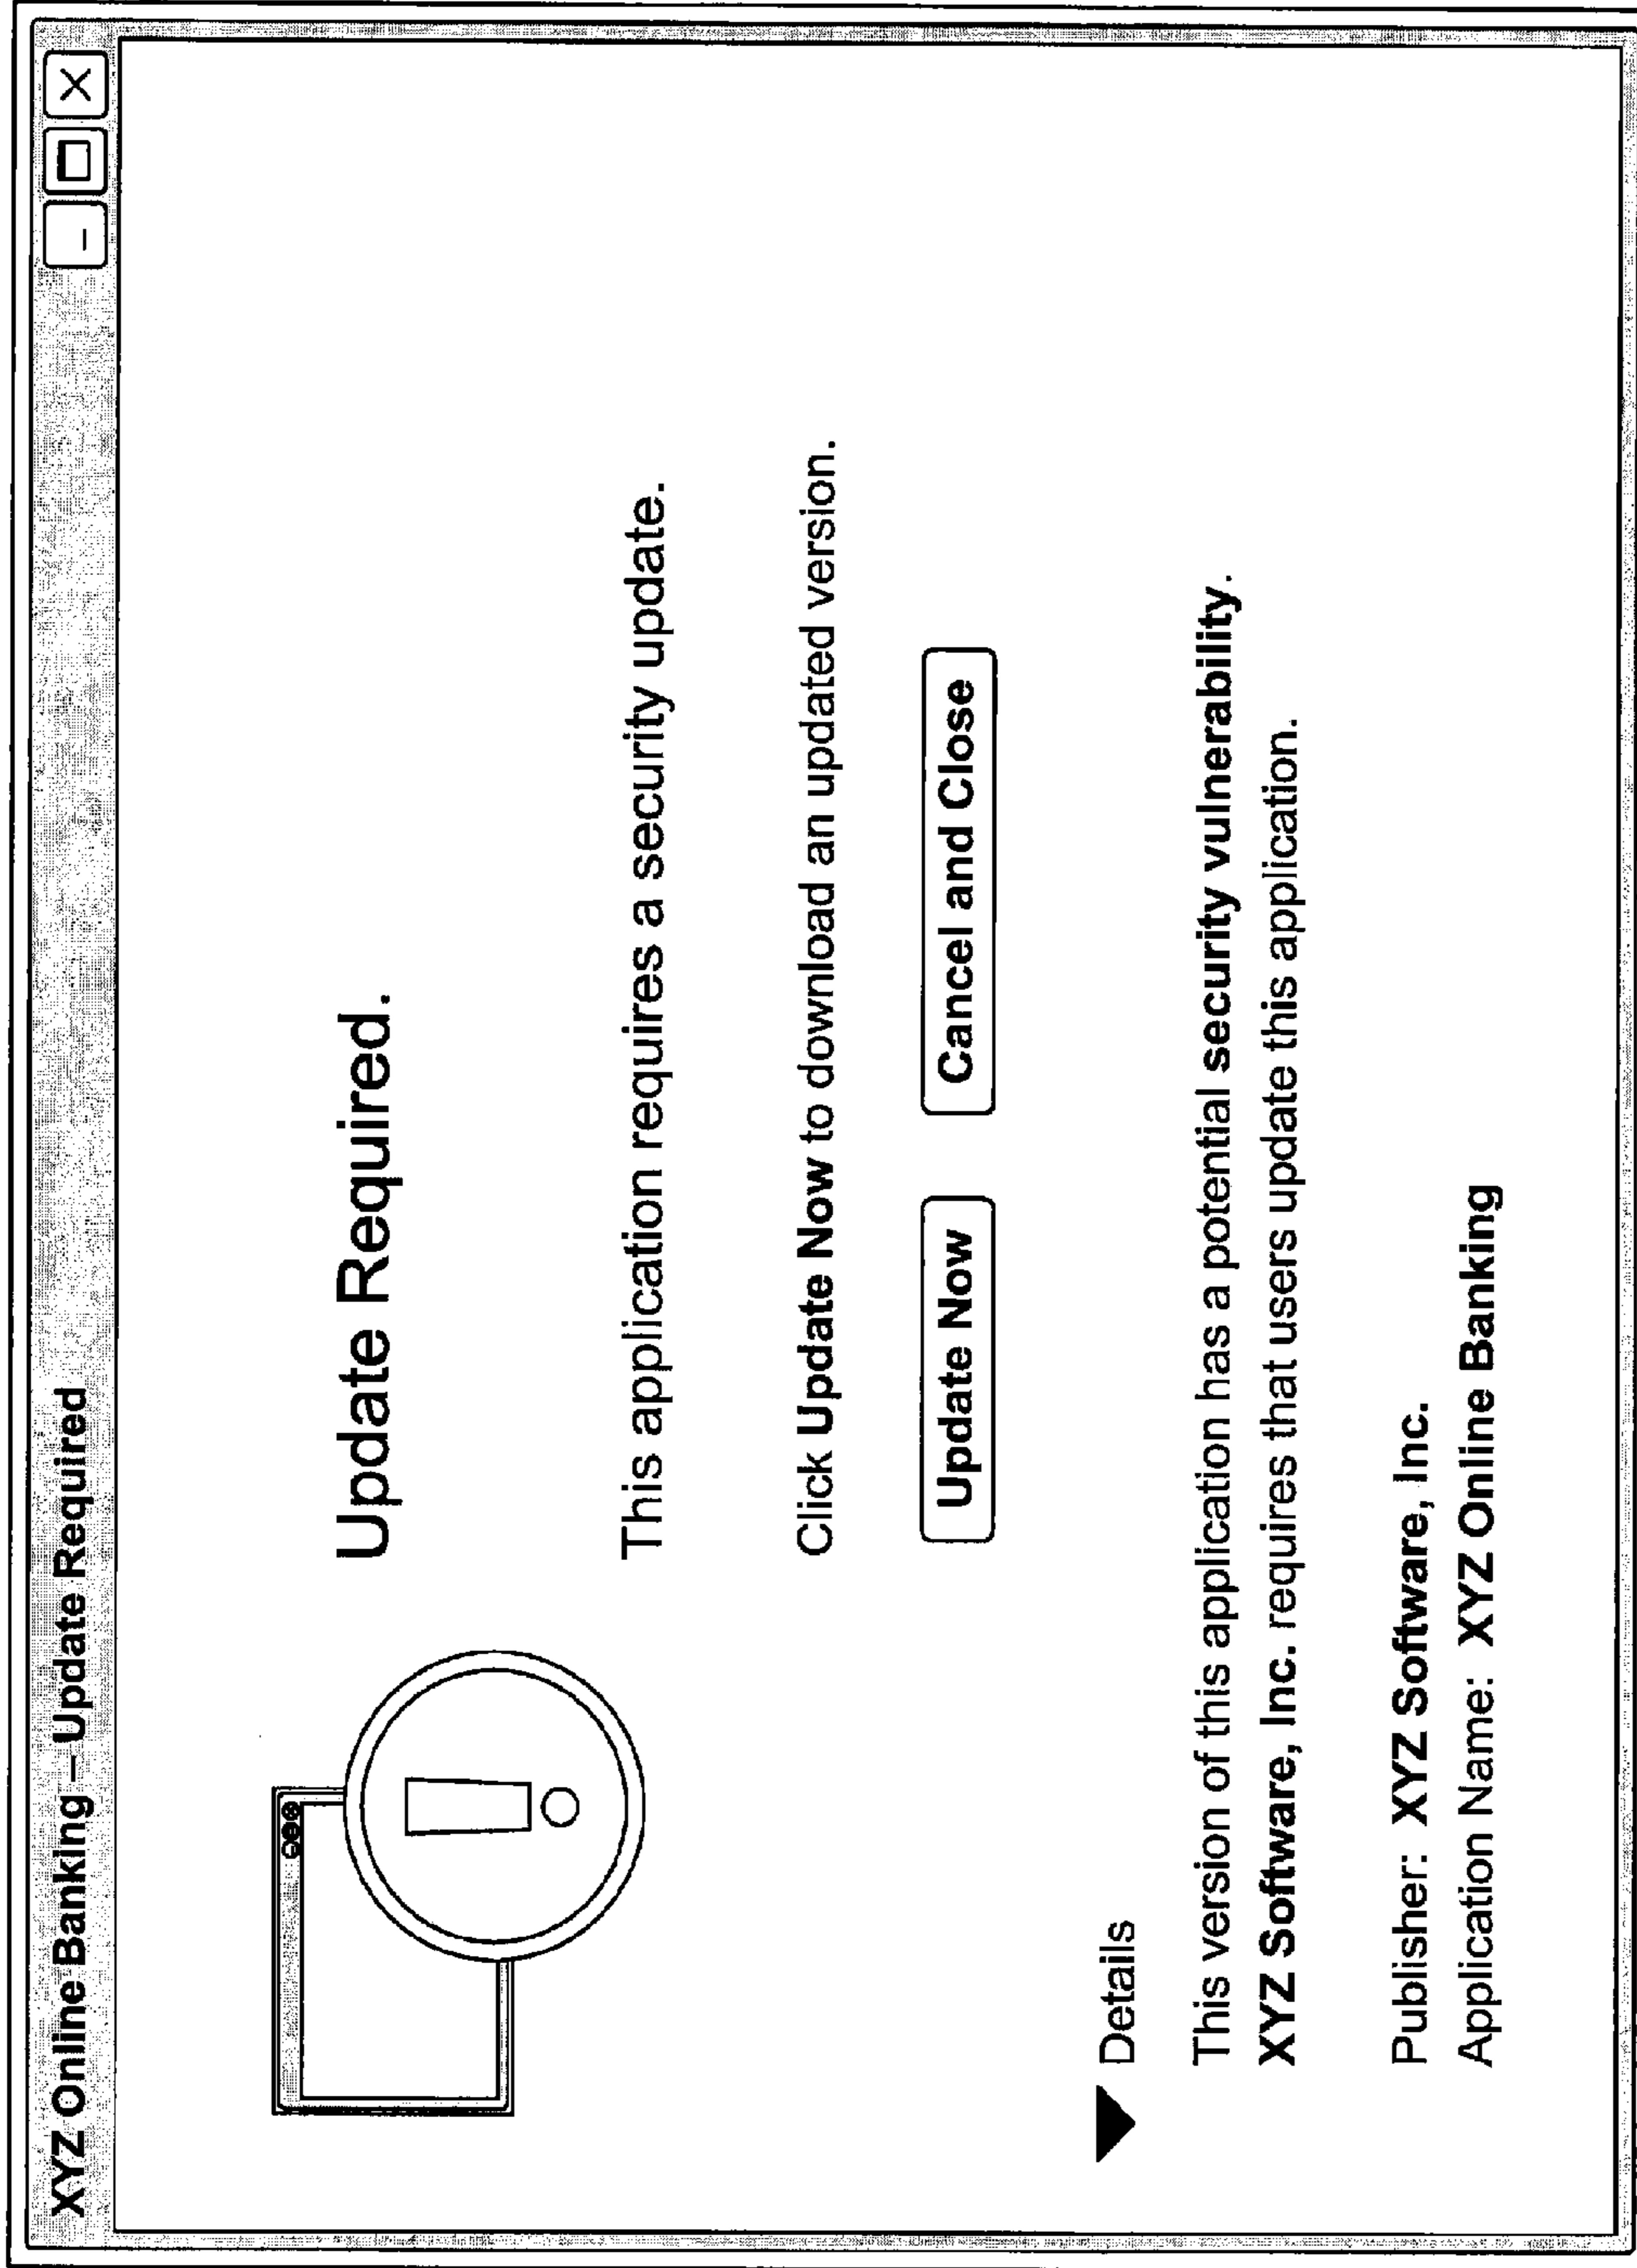 XYZ Online Banking – Update Required
Update Required.
This application requires a security update.
Click Update Now to download an updated version.
Update Now
Cancel and Close
Details
This version of this application has a potential security vulnerability.
XYZ Software, Inc. requires that users update this application.
Publisher: XYZ Software, Inc.
Application Name: XYZ Online Banking